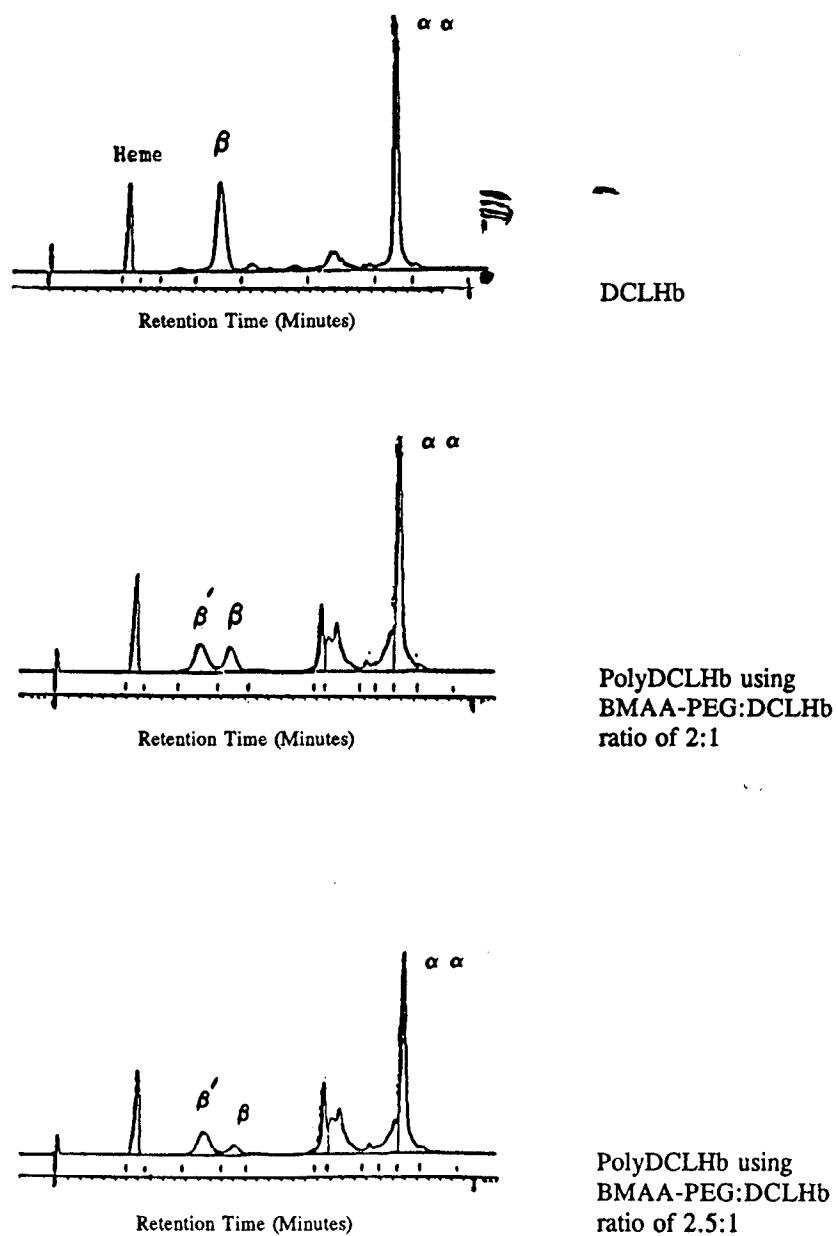 α α
Heme
β
DCLHb
Retention Time (Minutes)
α α
β′
β
PolyDCLHb using
BMAA-PEG:DCLHb
ratio of 2:1
Retention Time (Minutes)
α α
β′
β
PolyDCLHb using
BMAA-PEG:DCLHb
ratio of 2.5:1
Retention Time (Minutes)